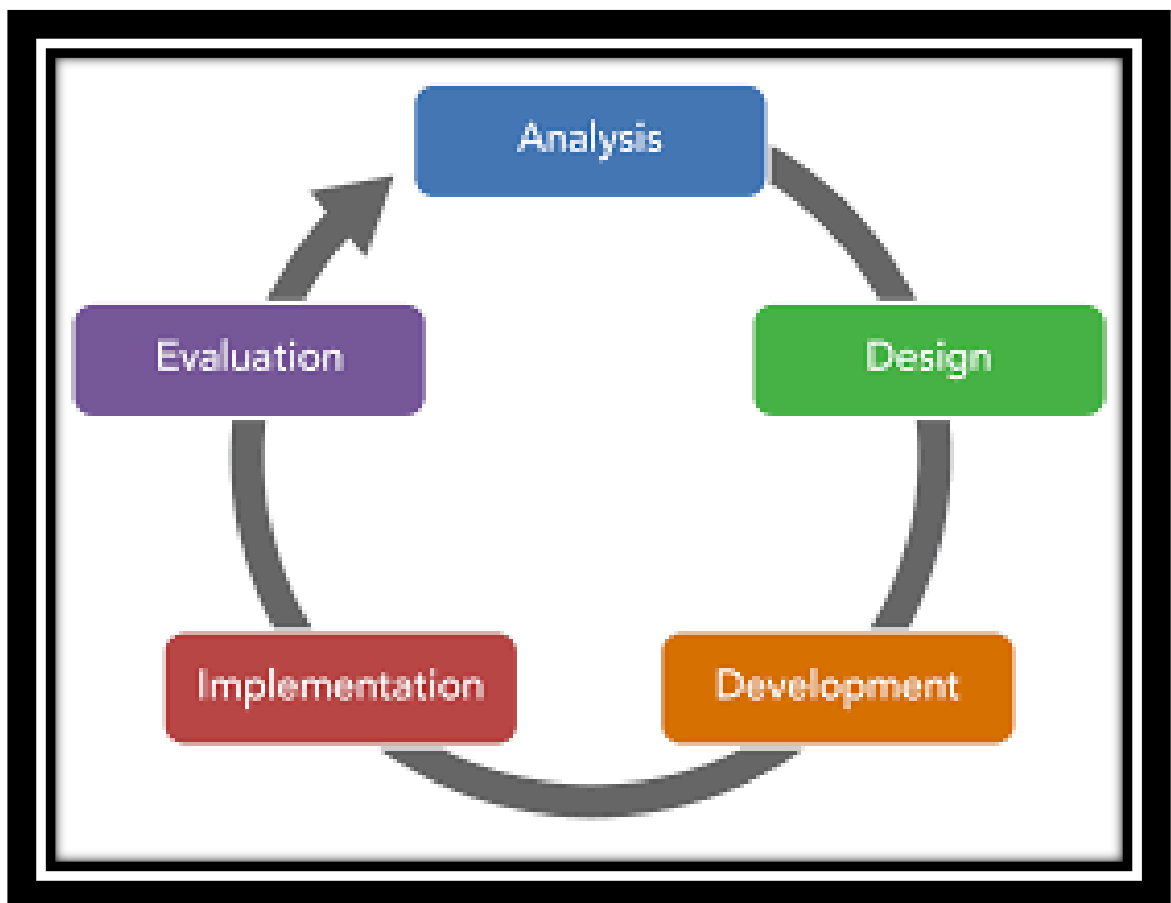 Analysis
Design
Development
Implementation
Evaluation